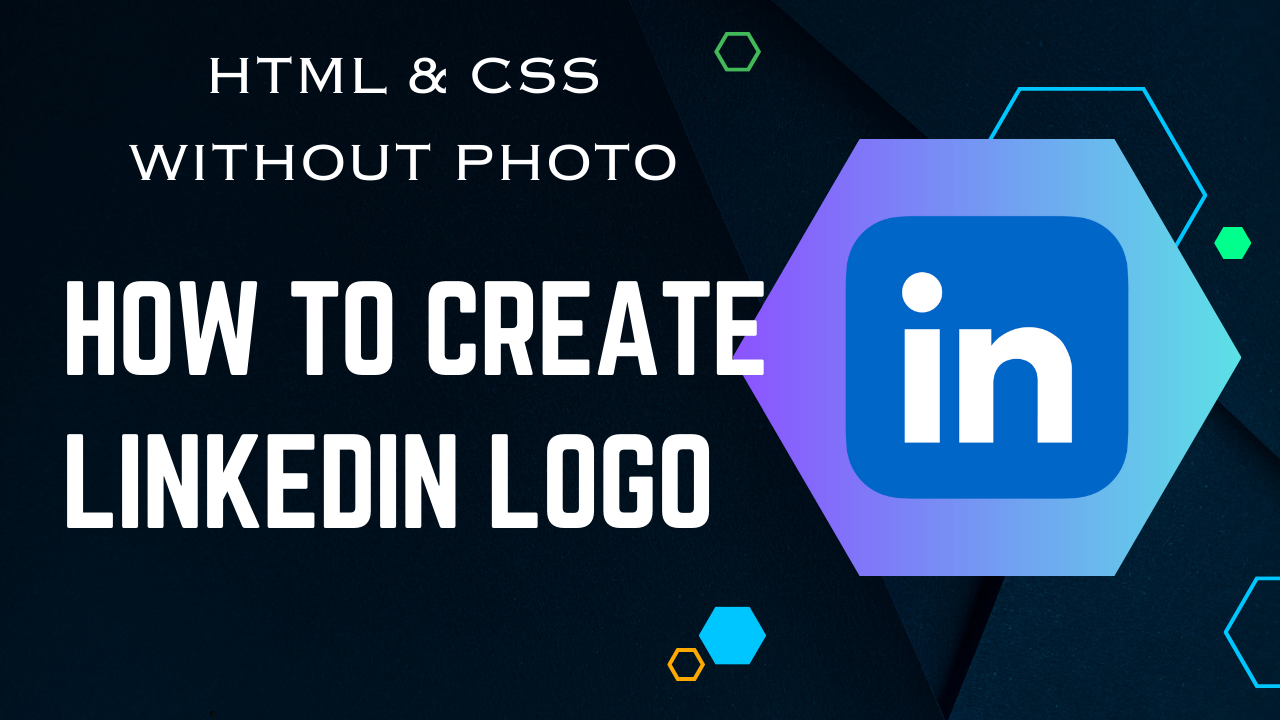 HTML & CSS
WITHOUT PHOTO
HOW TO CREATE
LINKEDIN LOGO
in